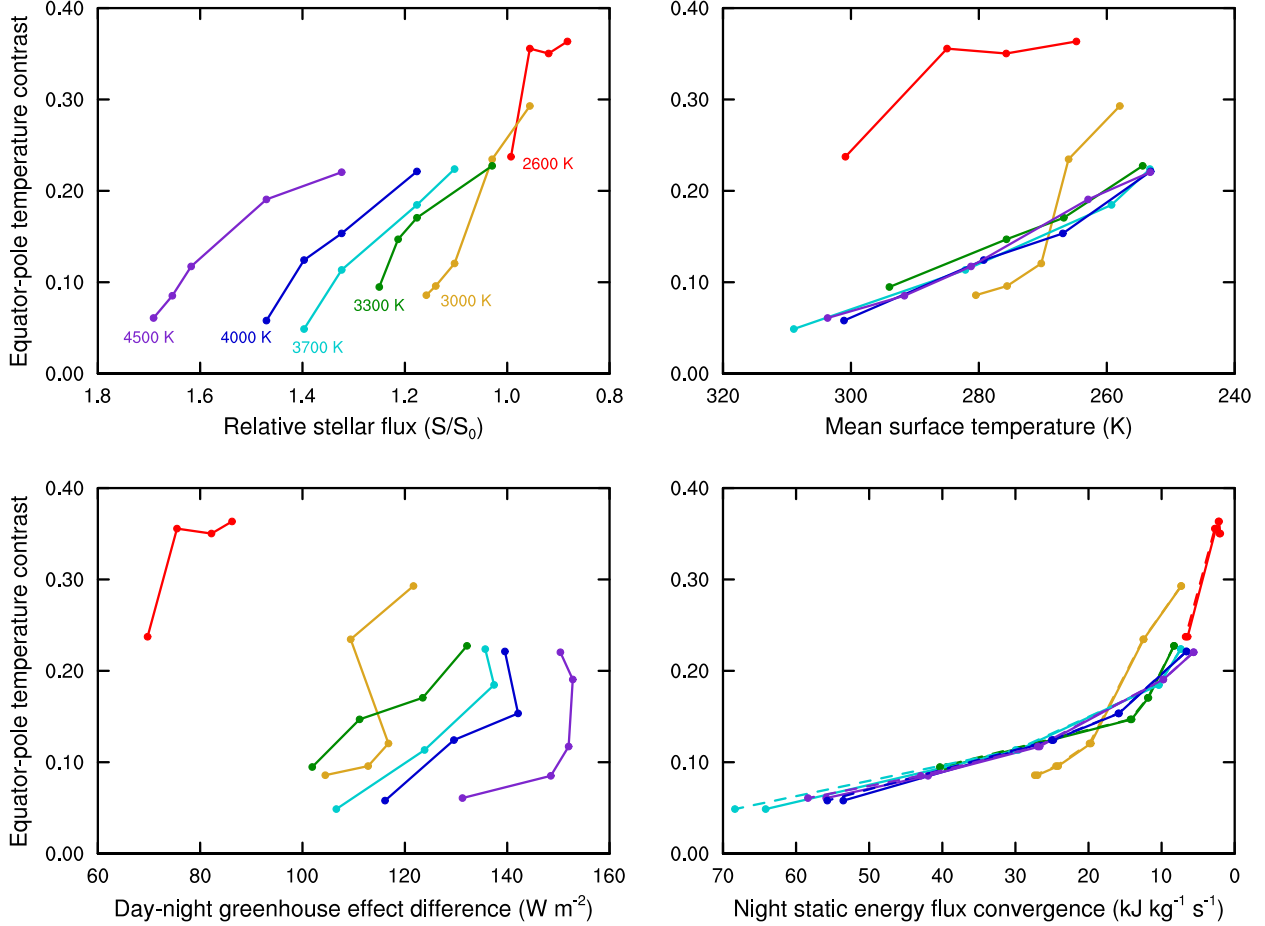 Equator-pole temperature contrast
0.40
0.30
0.20
0.10
0.00
4500 K
4000 K
3700 K
3300 K
3000 K
2600 K
1.8 1.6 1.4 1.2 1.0 0.8
Relative stellar flux (S/S₀)
0.40
0.30
0.20
0.10
0.00
320 300 280 260 240
Mean surface temperature (K)
Equator-pole temperature contrast
0.40
0.30
0.20
0.10
0.00
60 80 100 120 140 160
Day-night greenhouse effect difference (W m⁻²)
0.40
0.30
0.20
0.10
0.00
70 60 50 40 30 20 10 0
Night static energy flux convergence (kJ kg⁻¹ s⁻¹)